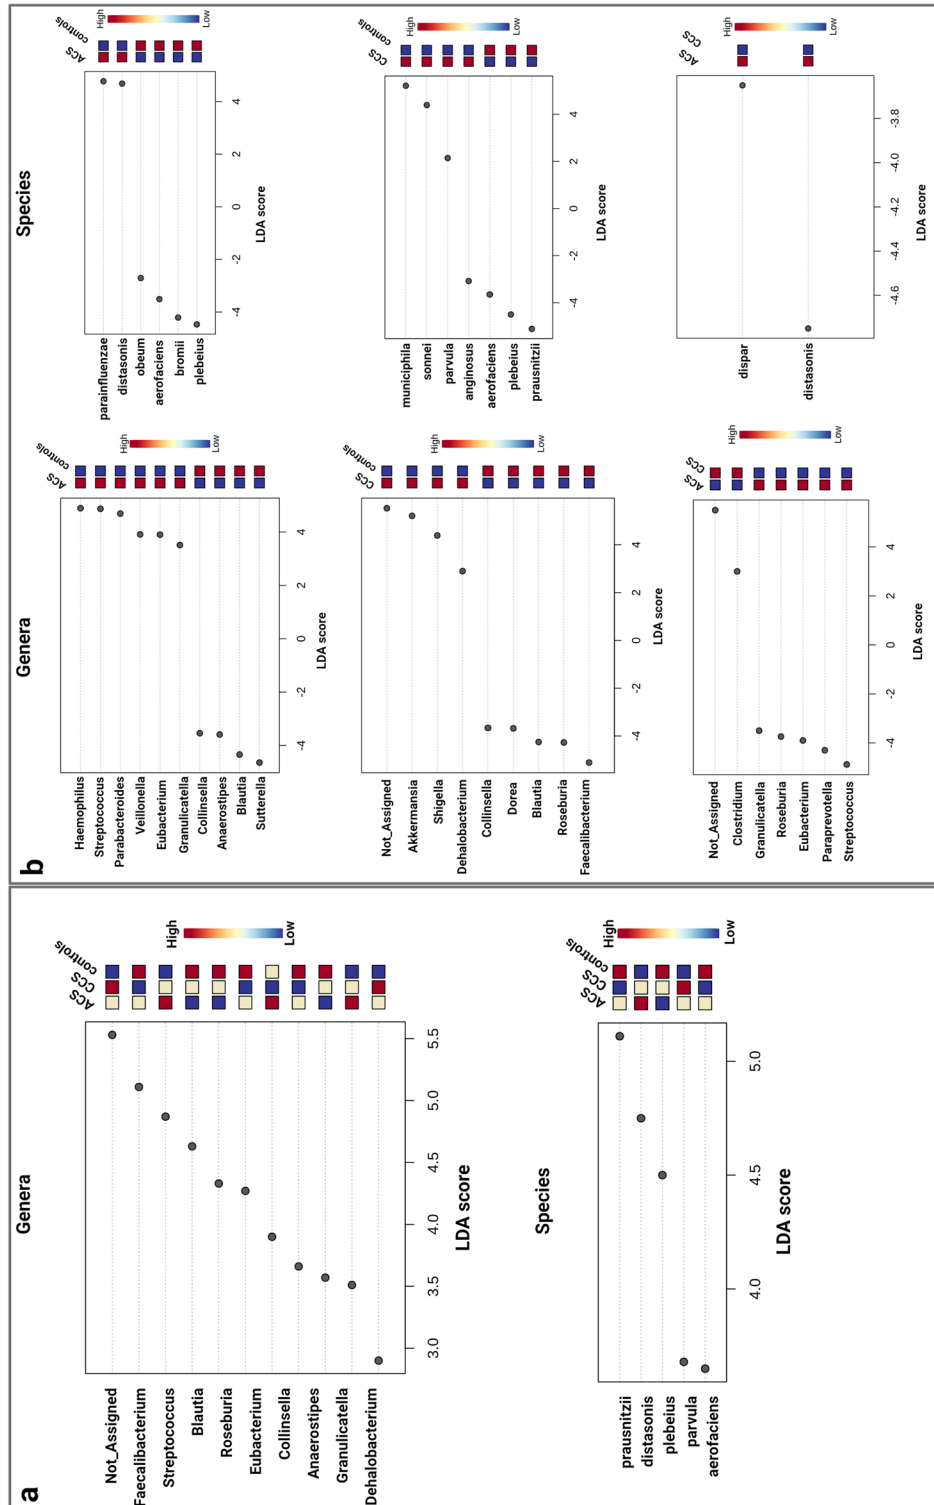 a
Genera
Not_Assigned
Faecalibacterium
Streptococcus
Blautia
Roseburia
Eubacterium
Collinsella
Anaerostipes
Granulicatella
Dehalobacterium
3.0 3.5 4.0 4.5 5.0 5.5
LDA score
ACS CCS controls
High
Low
Species
prausnitzii
distasonis
plebeius
parvula
aerofaciens
4.0 4.5 5.0
LDA score
ACS CCS controls
High
Low
b
Genera
Haemophilus
Streptococcus
Parabacteroides
Veillonella
Eubacterium
Granulicatella
Collinsella
Anaerostipes
Blautia
Sutterella
-4 -2 0 2 4
LDA score
ACS controls
High
Low
Species
parainfluenzae
distasonis
obeum
aerofaciens
bromii
plebeius
-4 -2 0 2 4
LDA score
ACS controls
High
Low
Not_Assigned
Akkermansia
Shigella
Dehalobacterium
Collinsella
Dorea
Blautia
Roseburia
Faecalibacterium
-4 -2 0 2 4
LDA score
CCS controls
High
Low
municiphila
sonnei
parvula
anginosus
aerofaciens
plebeius
prausnitzii
-4 -2 0 2 4
LDA score
CCS controls
High
Low
Not_Assigned
Clostridium
Granulicatella
Roseburia
Eubacterium
Paraprevotella
Streptococcus
-4 -2 0 2 4
LDA score
ACS CCS
High
Low
dispar
distasonis
-4.6 -4.4 -4.2 -4.0 -3.8
LDA score
ACS CCS
High
Low